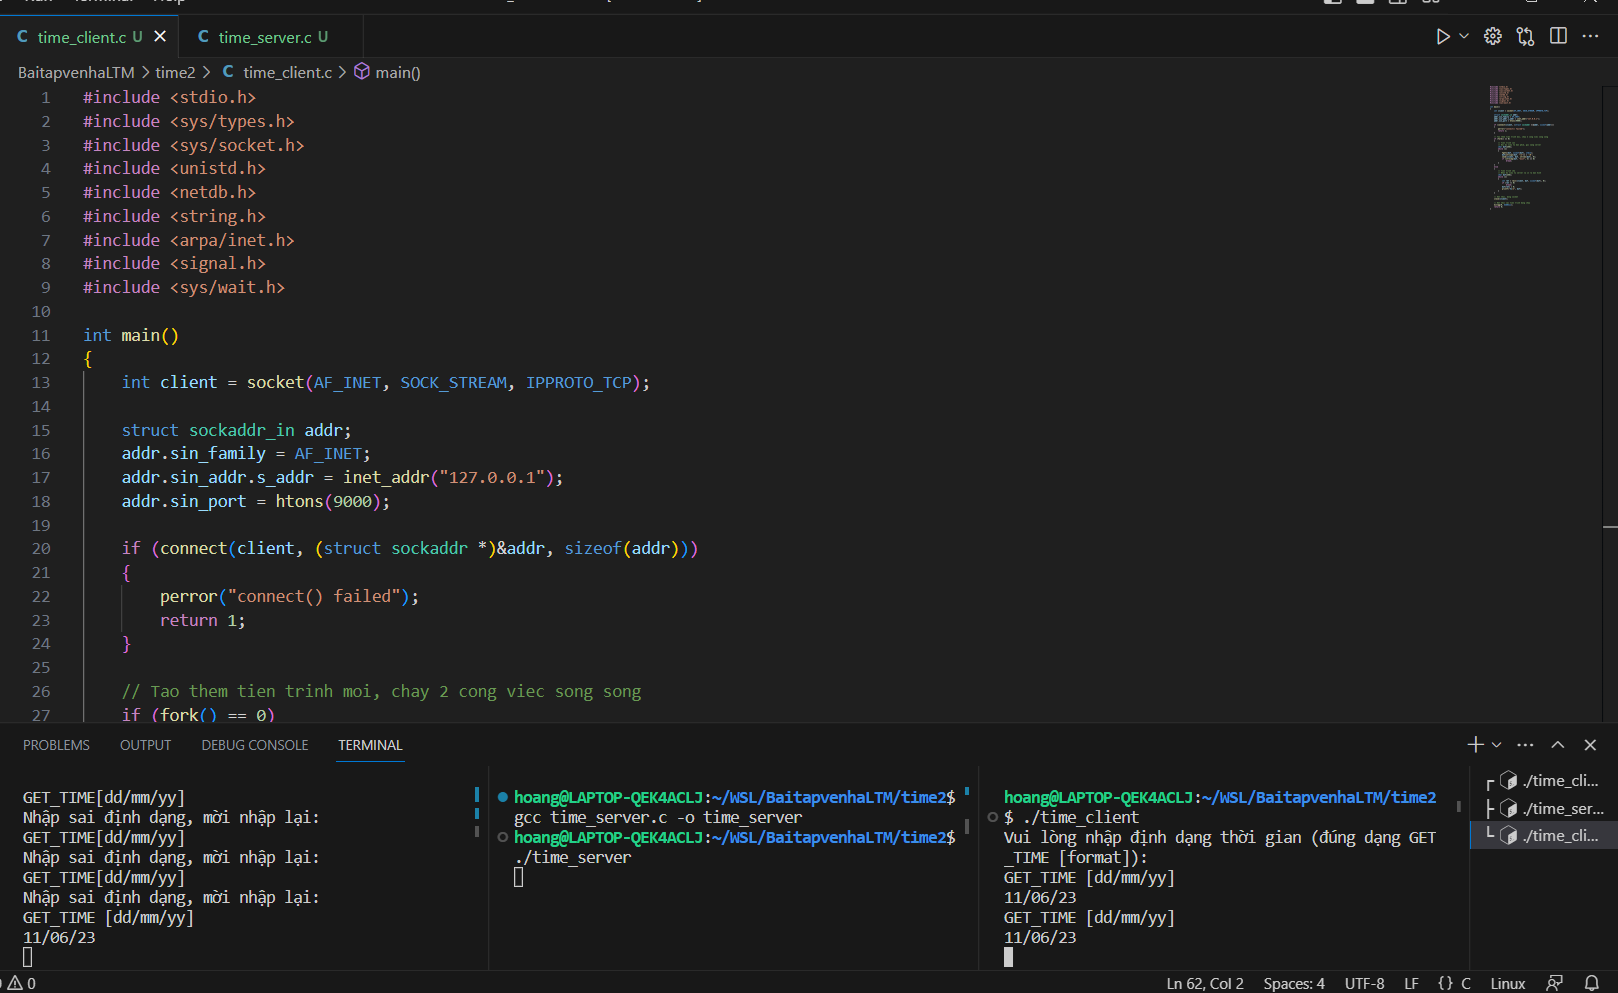 time_client.c U
time_server.c U
BaitapvenhaLTM > time2 > C time_client.c > main()
1 #include <stdio.h>
2 #include <sys/types.h>
3 #include <sys/socket.h>
4 #include <unistd.h>
5 #include <netdb.h>
6 #include <string.h>
7 #include <arpa/inet.h>
8 #include <signal.h>
9 #include <sys/wait.h>
10
11 int main()
12 {
13 int client = socket(AF_INET, SOCK_STREAM, IPPROTO_TCP);
14
15 struct sockaddr_in addr;
16 addr.sin_family = AF_INET;
17 addr.sin_addr.s_addr = inet_addr("127.0.0.1");
18 addr.sin_port = htons(9000);
19
20 if (connect(client, (struct sockaddr *)&addr, sizeof(addr)))
21 {
22 perror("connect() failed");
23 return 1;
24 }
25
26 // Tao them tien trinh moi, chay 2 cong viec song song
27 if (fork() == 0)
PROBLEMS OUTPUT DEBUG CONSOLE TERMINAL
GET_TIME[dd/mm/yy]
Nhập sai định dạng, mời nhập lại:
GET_TIME[dd/mm/yy]
Nhập sai định dạng, mời nhập lại:
GET_TIME[dd/mm/yy]
Nhập sai định dạng, mời nhập lại:
GET_TIME [dd/mm/yy]
11/06/23
hoang@LAPTOP-QEK4ACLJ:~/WSL/BaitapvenhaLTM/time2$
gcc time_server.c -o time_server
hoang@LAPTOP-QEK4ACLJ:~/WSL/BaitapvenhaLTM/time2$
./time_server
hoang@LAPTOP-QEK4ACLJ:~/WSL/BaitapvenhaLTM/time2
$ ./time_client
Vui lòng nhập định dạng thời gian (đúng dạng GET
_TIME [format]):
GET_TIME [dd/mm/yy]
11/06/23
GET_TIME [dd/mm/yy]
11/06/23
./time_cli...
./time_ser...
./time_cli...
0 Ln 62, Col 2 Spaces: 4 UTF-8 LF {} C Linux